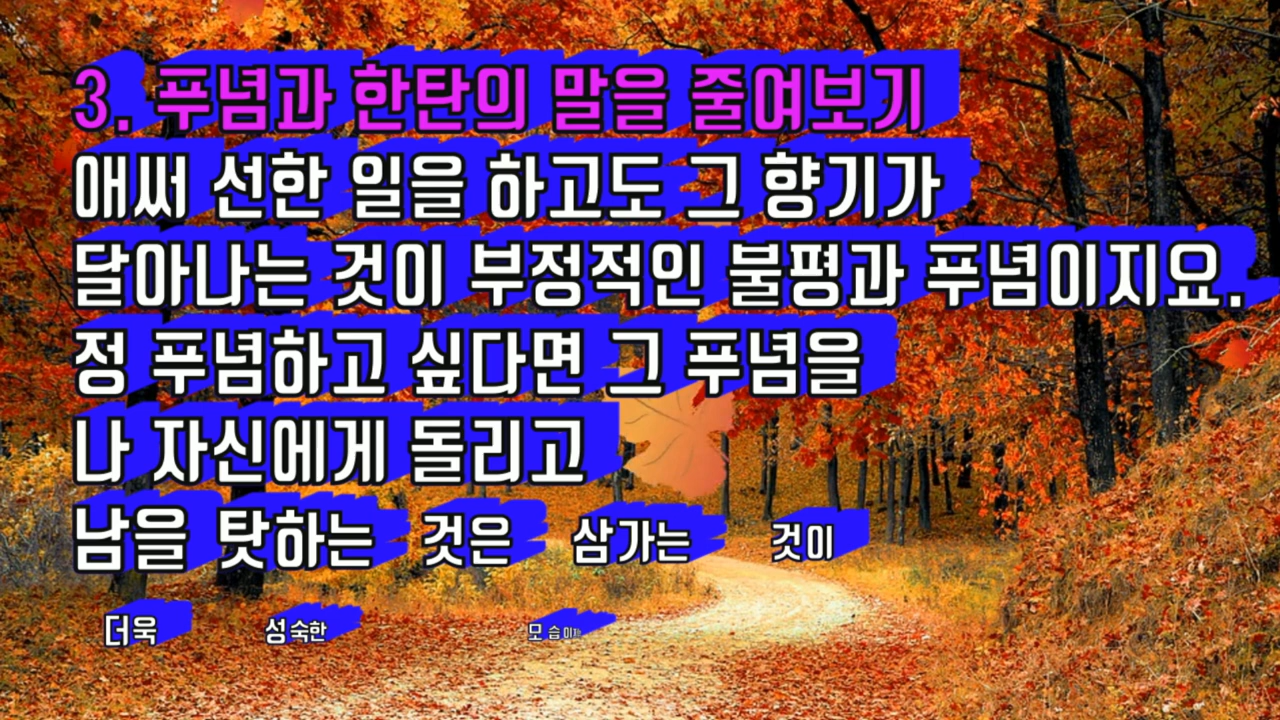 3. 푸념과 한탄의 말을 줄여보기
애써 선한 일을 하고도 그 향기가
달아나는 것이 부정적인 불평과 푸념이지요.
정 푸념하고 싶다면 그 푸념을
나 자신에게 돌리고
남을 탓하는 것은 삼가는 것이
더욱 성숙한